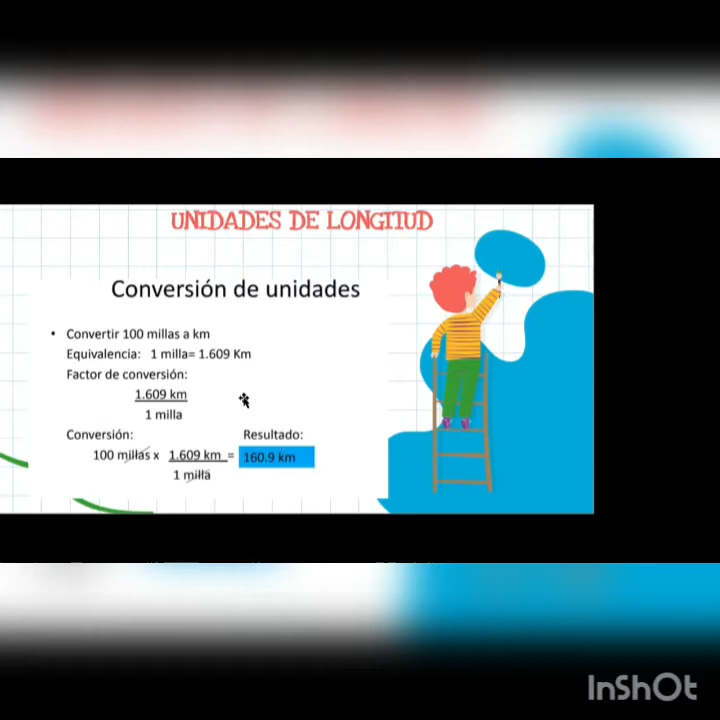 UNIDADES DE LONGITUD
Conversión de unidades
• Convertir 100 millas a km
Equivalencia: 1 milla= 1.609 Km
Factor de conversión:
1.609 km
1 milla
Conversión: Resultado:
100 millas x 1.609 km = 160.9 km
1 milla
InShOt